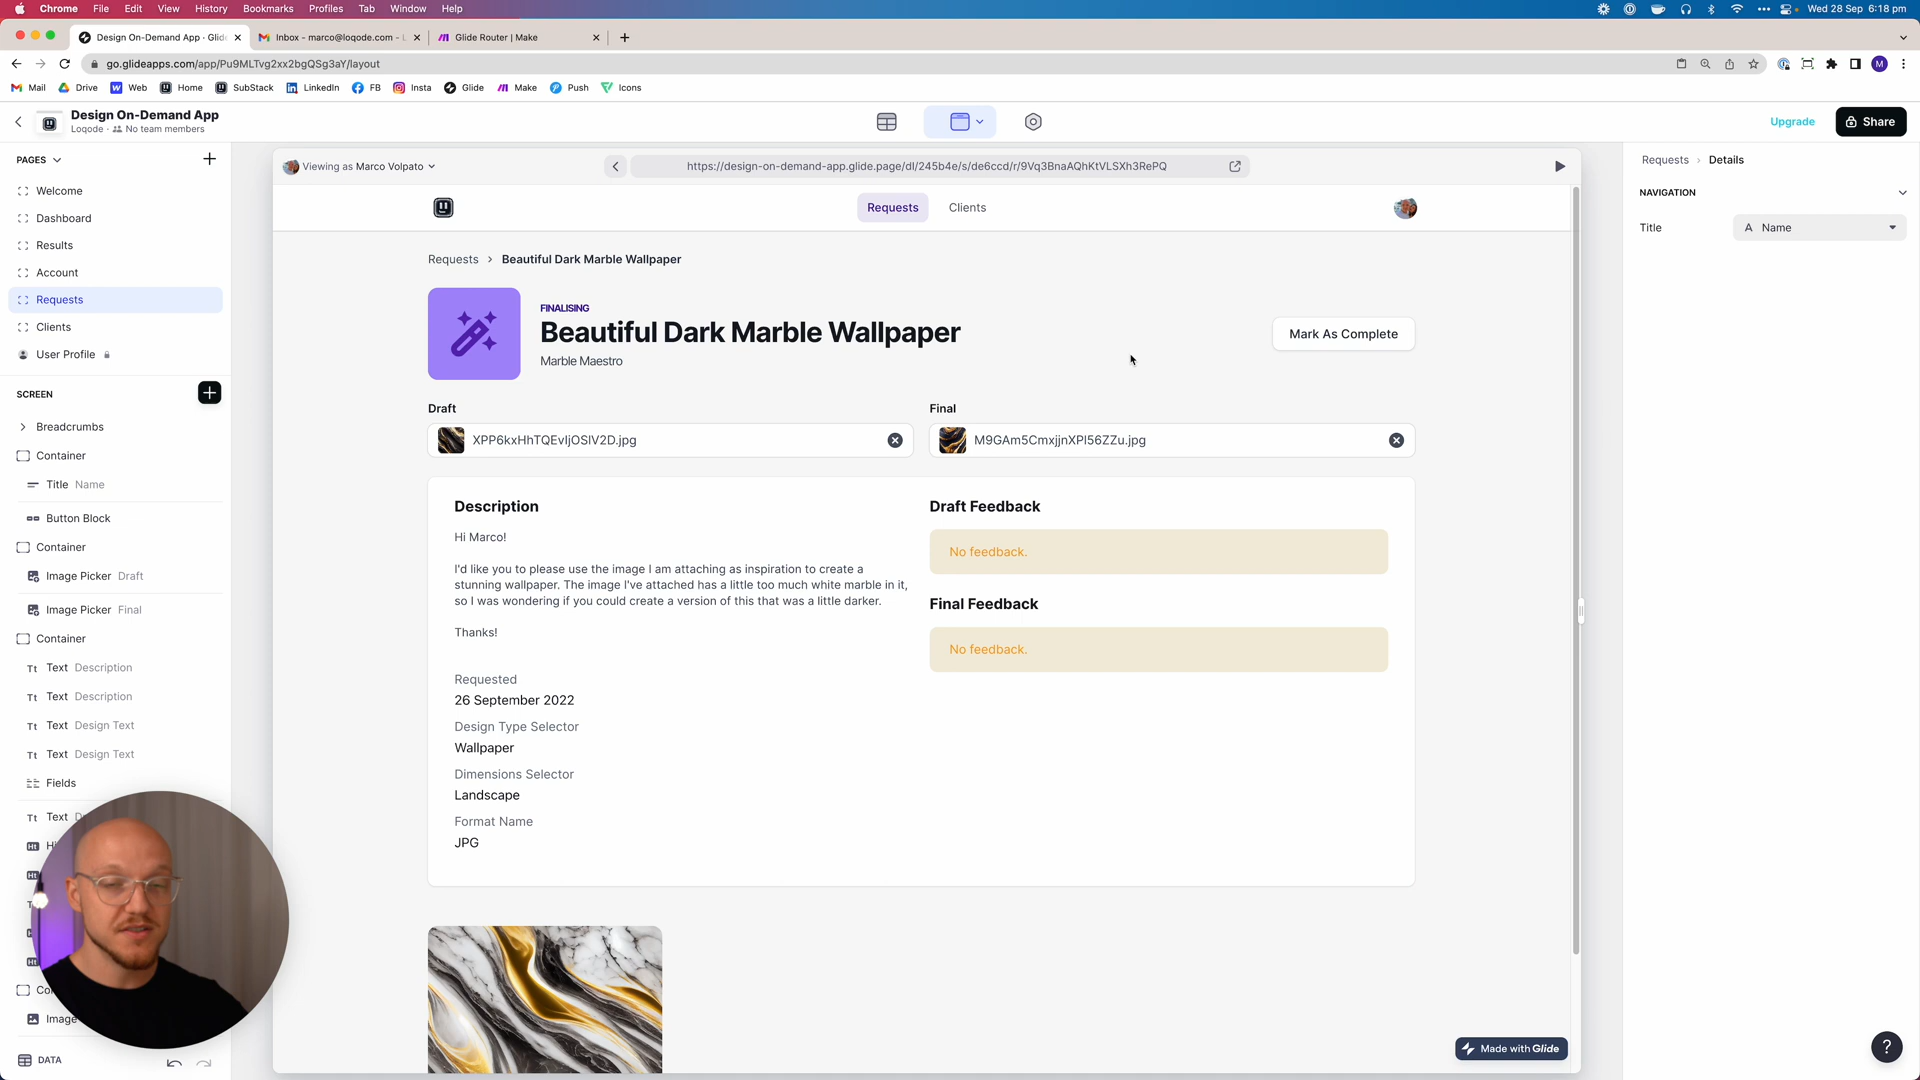 Chrome File Edit View History Bookmarks Profiles Tab Window Help
Wed 28 Sep 6:18 pm
Design On-Demand App · Glide
Inbox - marco@loqode.com -
Glide Router | Make
go.glideapps.com/app/Pu9MLTvg2xx2bgQSg3aY/layout
M
Mail Drive Web Home SubStack LinkedIn FB Insta Glide Make Push Icons
Design On-Demand App
Loqode · No team members
Upgrade
Share
PAGES
Welcome
Dashboard
Results
Account
Requests
Clients
User Profile
SCREEN
Breadcrumbs
Container
Title Name
Button Block
Container
Image Picker Draft
Image Picker Final
Container
Text Description
Text Description
Text Design Text
Text Design Text
Fields
Text
Image
DATA
Viewing as Marco Volpato
https://design-on-demand-app.glide.page/dl/245b4e/s/de6ccd/r/9Vq3BnaAQhKtVLSXh3RePQ
Requests Clients
Requests › Beautiful Dark Marble Wallpaper
FINALISING
Beautiful Dark Marble Wallpaper
Marble Maestro
Mark As Complete
Draft
XPP6kxHhTQEvIjOSlV2D.jpg
Final
M9GAm5CmxjjnXPl56ZZu.jpg
Description
Hi Marco!
I'd like you to please use the image I am attaching as inspiration to create a
stunning wallpaper. The image I've attached has a little too much white marble in it,
so I was wondering if you could create a version of this that was a little darker.
Thanks!
Requested
26 September 2022
Design Type Selector
Wallpaper
Dimensions Selector
Landscape
Format Name
JPG
Draft Feedback
No feedback.
Final Feedback
No feedback.
Made with Glide
Requests › Details
NAVIGATION
Title
A Name
?